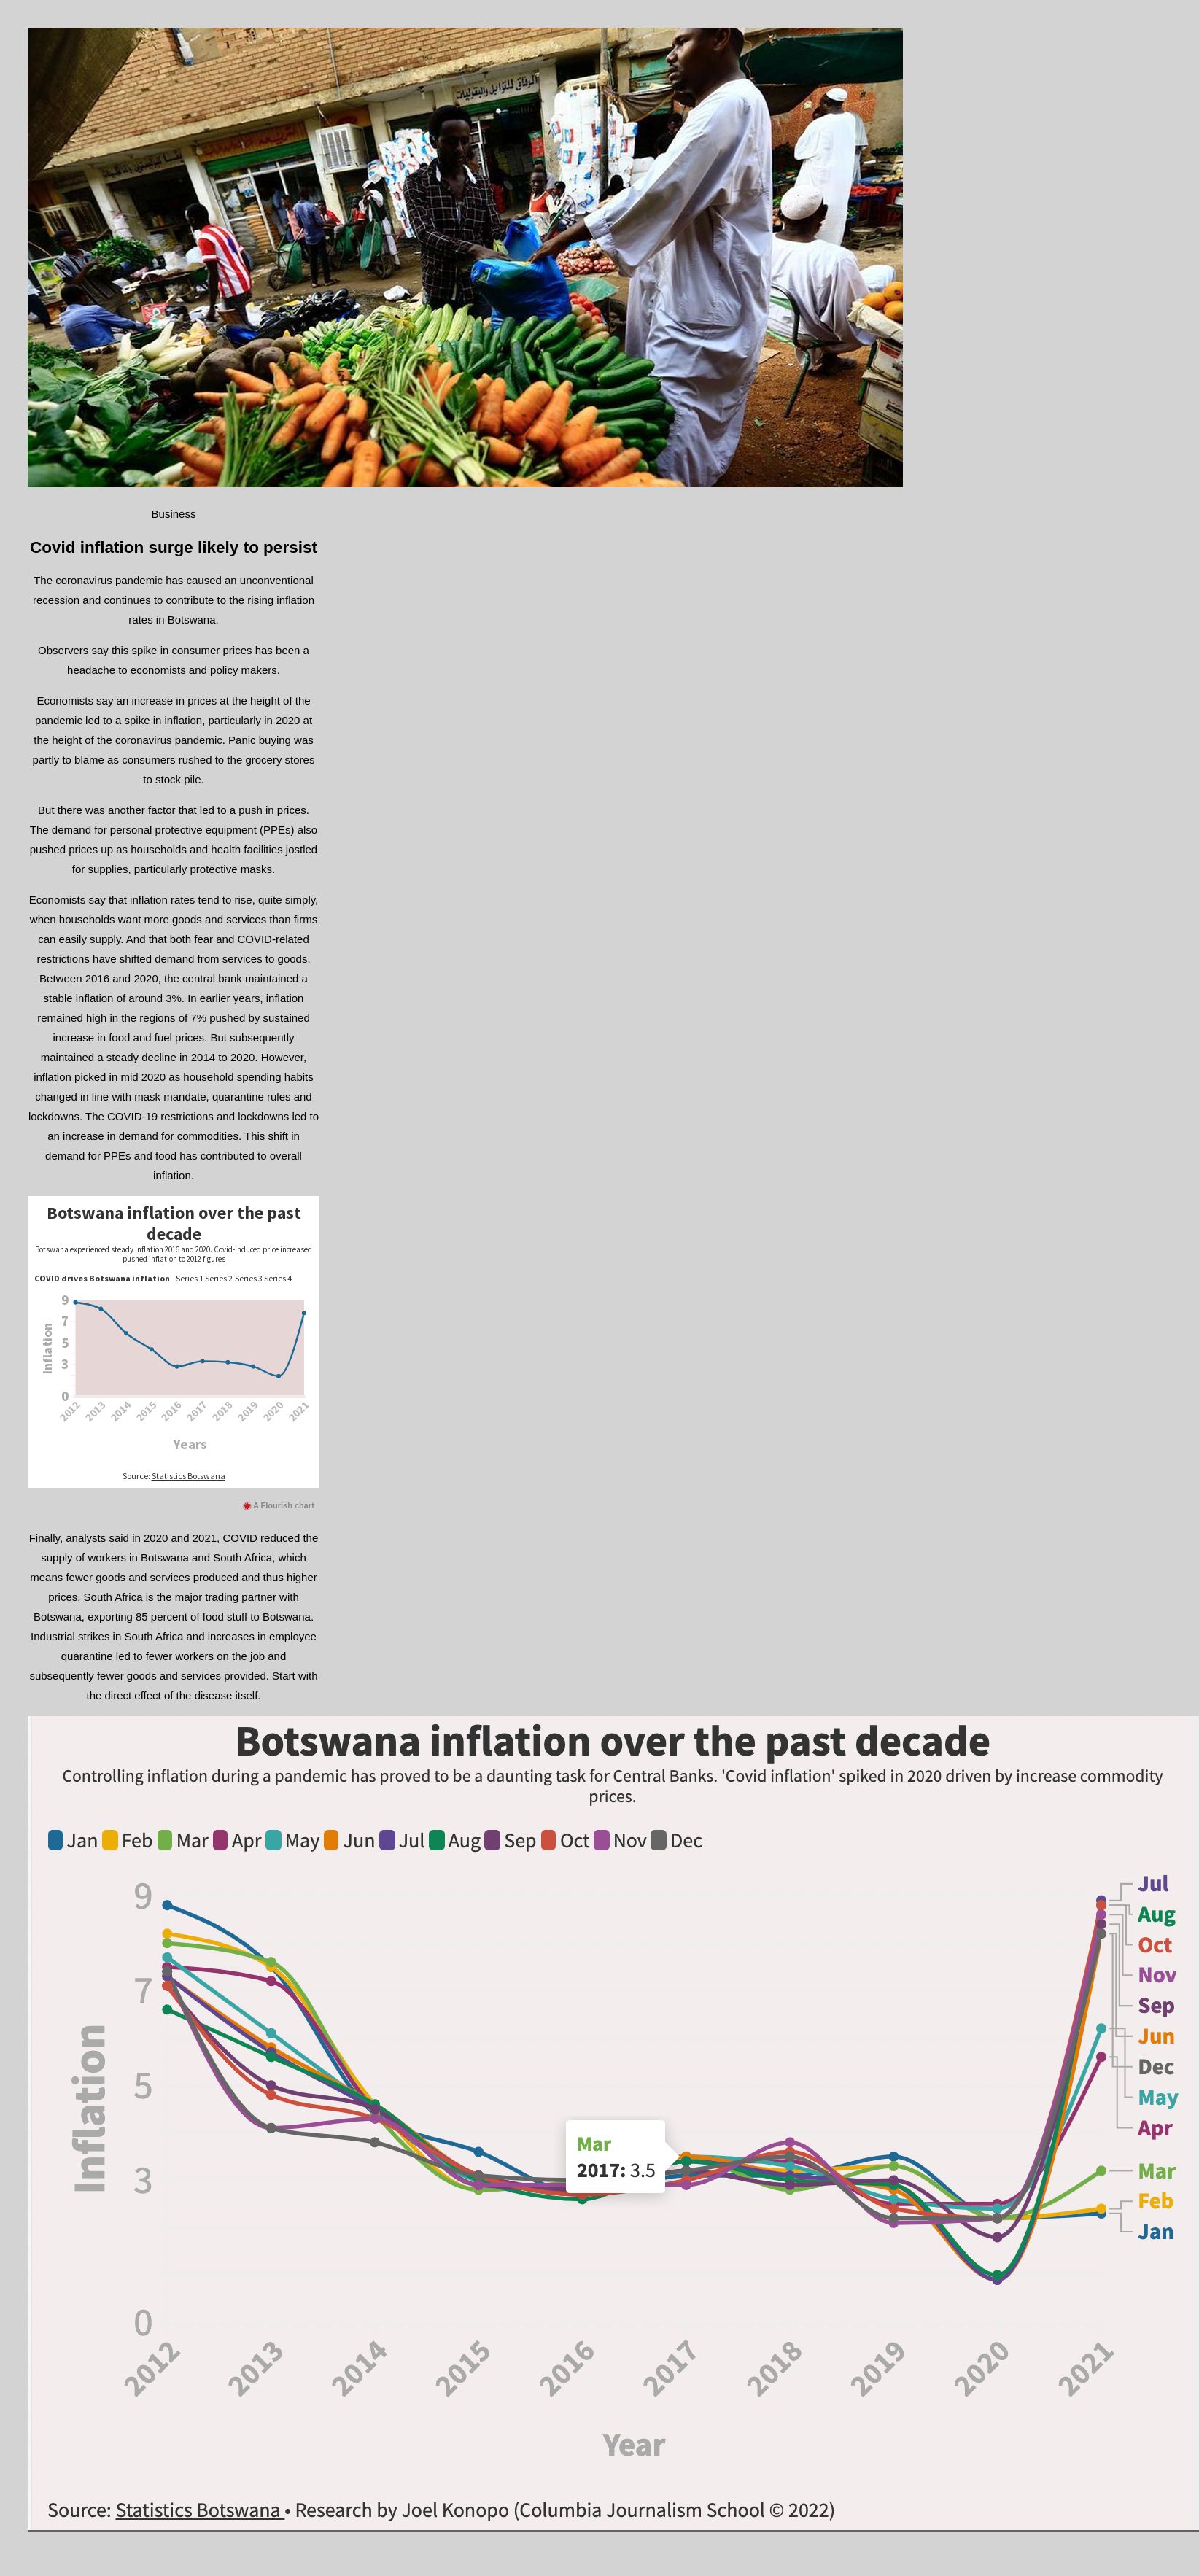 الرفاق للتوابل والبقوليات
Business
Covid inflation surge likely to persist
The coronavirus pandemic has caused an unconventional
recession and continues to contribute to the rising inflation
rates in Botswana.
Observers say this spike in consumer prices has been a
headache to economists and policy makers.
Economists say an increase in prices at the height of the
pandemic led to a spike in inflation, particularly in 2020 at
the height of the coronavirus pandemic. Panic buying was
partly to blame as consumers rushed to the grocery stores
to stock pile.
But there was another factor that led to a push in prices.
The demand for personal protective equipment (PPEs) also
pushed prices up as households and health facilities jostled
for supplies, particularly protective masks.
Economists say that inflation rates tend to rise, quite simply,
when households want more goods and services than firms
can easily supply. And that both fear and COVID-related
restrictions have shifted demand from services to goods.
Between 2016 and 2020, the central bank maintained a
stable inflation of around 3%. In earlier years, inflation
remained high in the regions of 7% pushed by sustained
increase in food and fuel prices. But subsequently
maintained a steady decline in 2014 to 2020. However,
inflation picked in mid 2020 as household spending habits
changed in line with mask mandate, quarantine rules and
lockdowns. The COVID-19 restrictions and lockdowns led to
an increase in demand for commodities. This shift in
demand for PPEs and food has contributed to overall
inflation.
Botswana inflation over the past
decade
Botswana experienced steady inflation 2016 and 2020. Covid-induced price increased
pushed inflation to 2012 figures
COVID drives Botswana inflation Series 1 Series 2 Series 3 Series 4
9
7
5
3
0
Inflation
2012 2013 2014 2015 2016 2017 2018 2019 2020 2021
Years
Source: Statistics Botswana
A Flourish chart
Finally, analysts said in 2020 and 2021, COVID reduced the
supply of workers in Botswana and South Africa, which
means fewer goods and services produced and thus higher
prices. South Africa is the major trading partner with
Botswana, exporting 85 percent of food stuff to Botswana.
Industrial strikes in South Africa and increases in employee
quarantine led to fewer workers on the job and
subsequently fewer goods and services provided. Start with
the direct effect of the disease itself.
Botswana inflation over the past decade
Controlling inflation during a pandemic has proved to be a daunting task for Central Banks. 'Covid inflation' spiked in 2020 driven by increase commodity
prices.
Jan Feb Mar Apr May Jun Jul Aug Sep Oct Nov Dec
9
7
5
3
0
Inflation
Mar
2017: 3.5
Jul
Aug
Oct
Nov
Sep
Jun
Dec
May
Apr
Mar
Feb
Jan
2012 2013 2014 2015 2016 2017 2018 2019 2020 2021
Year
Source: Statistics Botswana • Research by Joel Konopo (Columbia Journalism School © 2022)